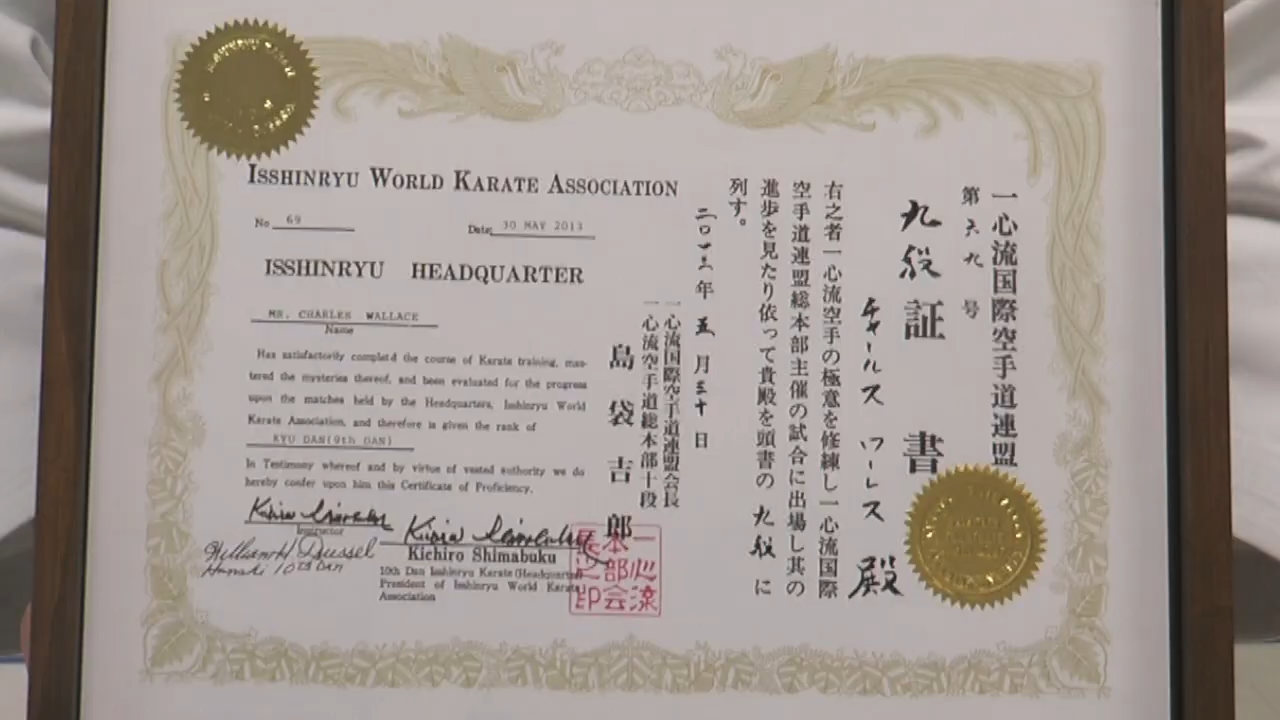 ISSHINRYU WORLD KARATE ASSOCIATION
No. 69
Date 30 MAY 2013
ISSHINRYU HEADQUARTER
MR. CHARLES WALLACE
Name
Has satisfactorily completed the course of Karate training, mas-
tered the mysteries thereof, and been evaluated for the progress
upon the matches held by the Headquarters, Isshinryu World
Karate Association, and therefore is given the rank of
KYU DAN(9th DAN)
In Testimony whereof and by virtue of vested authority we do
hereby confer upon him this Certificate of Proficiency.
Instructor
William H Duessel
Hanshi 10th Dan
Kichiro Shimabuku
10th Dan Isshinryu Karate (Headquarter)
President of Isshinryu World Karate
Association
一心流国際空手道連盟
第六九号
九段証書
チャールス ワーレス 殿
右之者一心流空手の極意を修練し一心流国際
空手道連盟総本部主催の試合に出場し其の
進歩を見たり依って貴殿を頭書の 九段 に
列す。
二〇一三年 五 月三十日
一心流国際空手道連盟会長
一心流空手道総本部十段
島袋吉郎